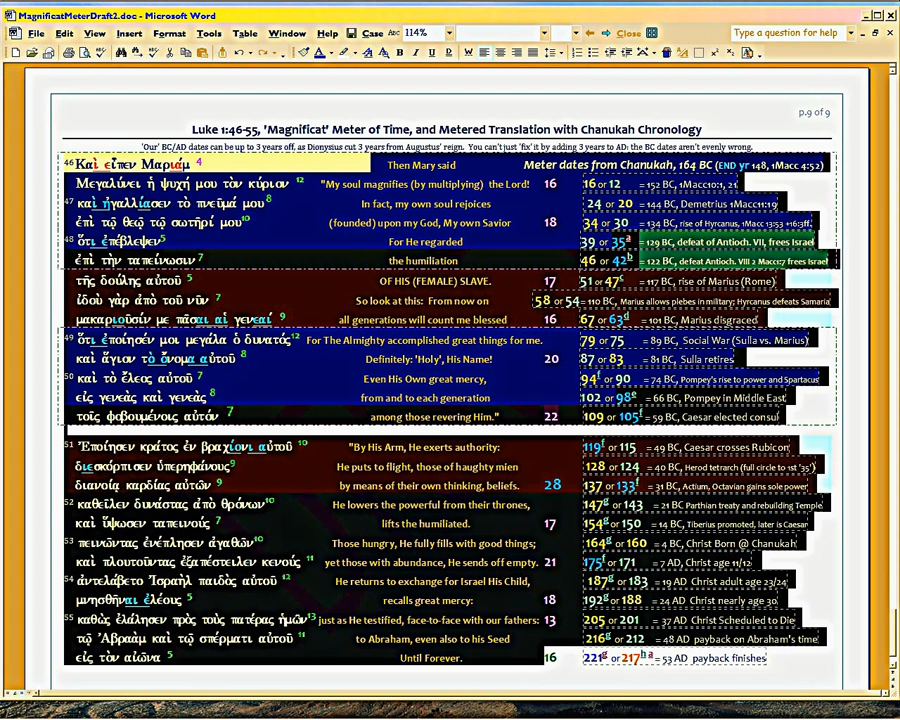 MagnificatMeterDraft2.doc - Microsoft Word
File Edit View Insert Format Tools Table Window Help Case 114% Close Type a question for help
p.9 of 9
Luke 1:46-55, 'Magnificat' Meter of Time, and Metered Translation with Chanukah Chronology
'Our' BC/AD dates can be up to 3 years off, as Dionysius cut 3 years from Augustus' reign. You can't just 'fix' it by adding 3 years to AD: the BC dates aren't evenly wrong.
46 Καὶ εἶπεν Μαριάμ 4 Then Mary said Meter dates from Chanukah, 164 BC (END yr 148, 1Macc 4:52)
Μεγαλύνει ἡ ψυχή μου τὸν κύριον 12 "My soul magnifies (by multiplying) the Lord! 16 16 or 12 = 152 BC, 1Macc10:1, 21
47 καὶ ἠγαλλίασεν τὸ πνεῦμά μου 8 In fact, my own soul rejoices 24 or 20 = 144 BC, Demetrius 1Macc11:19
ἐπὶ τῷ θεῷ τῷ σωτῆρί μου 10 (founded) upon my God, My own Savior 18 34 or 30 = 134 BC, rise of Hyrcanus, 1Macc 13:53 +16:3ff
48 ὅτι ἐπέβλεψεν 5 For He regarded 39 or 35 a = 129 BC, defeat of Antioch. VII, frees Israel
ἐπὶ τὴν ταπείνωσιν 7 the humiliation 46 or 42 b = 122 BC, defeat Antioch. VIII 2 Macc1:7 frees Israel
τῆς δούλης αὐτοῦ 5 OF HIS (FEMALE) SLAVE. 17 51 or 47 c = 117 BC, rise of Marius (Rome)
ἰδοὺ γὰρ ἀπὸ τοῦ νῦν 7 So look at this: From now on 58 or 54 = 110 BC, Marius allows plebes in military; Hyrcanus defeats Samaria
μακαριοῦσίν με πᾶσαι αἱ γενεαί 9 all generations will count me blessed 16 67 or 63 d = 101 BC, Marius disgraced
49 ὅτι ἐποίησέν μοι μεγάλα ὁ δυνατός 12 For The Almighty accomplished great things for me. 79 or 75 = 89 BC, Social War (Sulla vs. Marius)
καὶ ἅγιον τὸ ὄνομα αὐτοῦ 8 Definitely: 'Holy', His Name! 20 87 or 83 = 81 BC, Sulla retires
50 καὶ τὸ ἔλεος αὐτοῦ 7 Even His Own great mercy, 94 f or 90 = 74 BC, Pompey's rise to power and Spartacus
εἰς γενεὰς καὶ γενεὰς 8 from and to each generation 102 or 98 e = 66 BC, Pompey in Middle East
τοῖς φοβουμένοις αὐτόν 7 among those revering Him." 22 109 or 105 f = 59 BC, Caesar elected consul
51 Ἐποίησεν κράτος ἐν βραχίονι αὐτοῦ 10 "By His Arm, He exerts authority: 119 f or 115 = 49 BC, Caesar crosses Rubicon
διεσκόρπισεν ὑπερηφάνους 9 He puts to flight, those of haughty mien 128 or 124 = 40 BC, Herod tetrarch (full circle to 1st '35')
διανοίᾳ καρδίας αὐτῶν 9 by means of their own thinking, beliefs. 28 137 or 133 f = 31 BC, Actium, Octavian gains sole power
52 καθεῖλεν δυνάστας ἀπὸ θρόνων 10 He lowers the powerful from their thrones, 147 g or 143 = 21 BC Parthian treaty and rebuilding Temple
καὶ ὕψωσεν ταπεινούς 7 lifts the humiliated. 17 154 g or 150 = 14 BC, Tiberius promoted, later is Caesar
53 πεινῶντας ἐνέπλησεν ἀγαθῶν 10 Those hungry, He fully fills with good things; 164 g or 160 = 4 BC, Christ Born @ Chanukah
καὶ πλουτοῦντας ἐξαπέστειλεν κενούς 11 yet those with abundance, He sends off empty. 21 175 f or 171 = 7 AD, Christ age 11/12
54 ἀντελάβετο Ἰσραὴλ παιδὸς αὐτοῦ 12 He returns to exchange for Israel His Child, 187 g or 183 = 19 AD Christ adult age 23/24
μνησθῆναι ἐλέους 5 recalls great mercy: 18 192 g or 188 = 24 AD Christ nearly age 30
55 καθὼς ἐλάλησεν πρὸς τοὺς πατέρας ἡμῶν 13 just as He testified, face-to-face with our fathers: 13 205 or 201 = 37 AD Christ Scheduled to Die
τῷ Ἀβραὰμ καὶ τῷ σπέρματι αὐτοῦ 11 to Abraham, even also to his Seed 216 g or 212 = 48 AD payback on Abraham's time
εἰς τὸν αἰῶνα 5 Until Forever. 16 221 g or 217 h a = 53 AD payback finishes